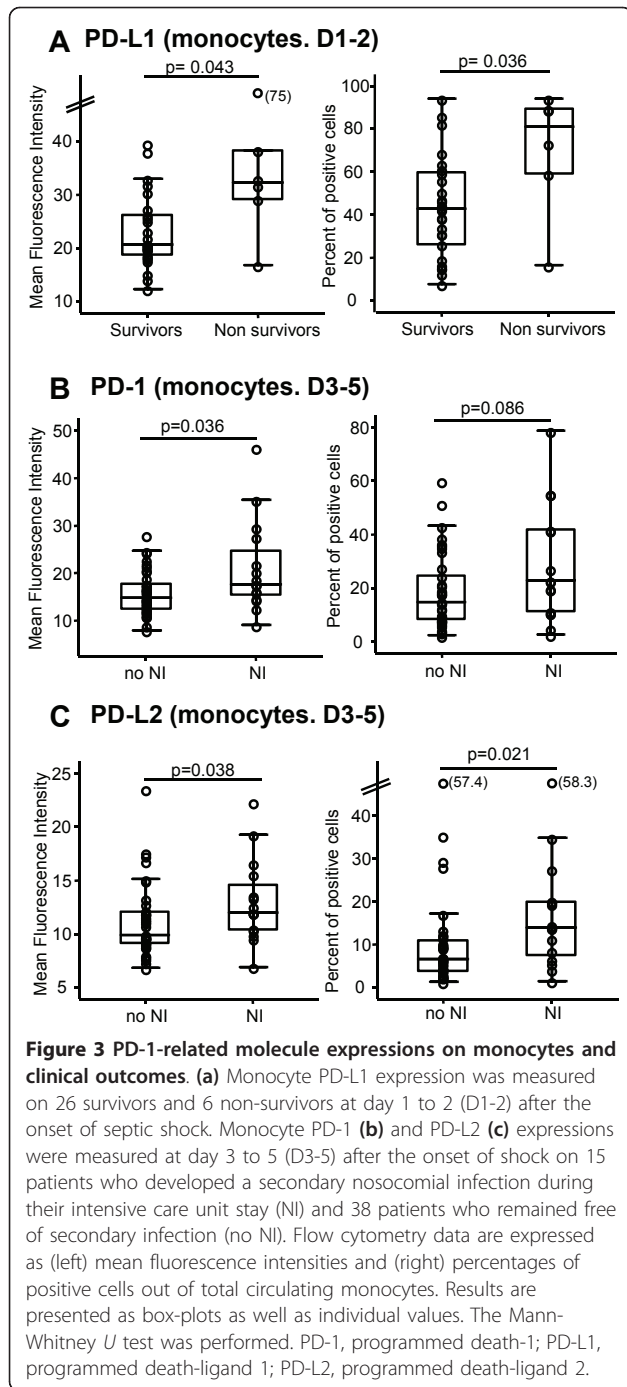 A PD-L1 (monocytes. D1-2)
p= 0.043
(75)
Mean Fluorescence Intensity
40
30
20
10
Survivors
Non survivors
p= 0.036
Percent of positive cells
100
80
60
40
20
0
Survivors
Non survivors
B PD-1 (monocytes. D3-5)
p=0.036
Mean Fluorescence Intensity
50
40
30
20
10
no NI
NI
p=0.086
Percent of positive cells
80
60
40
20
0
no NI
NI
C PD-L2 (monocytes. D3-5)
p=0.038
Mean Fluorescence Intensity
25
20
15
10
5
no NI
NI
p=0.021
(57.4)
(58.3)
Percent of positive cells
40
30
20
10
0
no NI
NI
Figure 3 PD-1-related molecule expressions on monocytes and
clinical outcomes. (a) Monocyte PD-L1 expression was measured
on 26 survivors and 6 non-survivors at day 1 to 2 (D1-2) after the
onset of septic shock. Monocyte PD-1 (b) and PD-L2 (c) expressions
were measured at day 3 to 5 (D3-5) after the onset of shock on 15
patients who developed a secondary nosocomial infection during
their intensive care unit stay (NI) and 38 patients who remained free
of secondary infection (no NI). Flow cytometry data are expressed
as (left) mean fluorescence intensities and (right) percentages of
positive cells out of total circulating monocytes. Results are
presented as box-plots as well as individual values. The Mann-
Whitney U test was performed. PD-1, programmed death-1; PD-L1,
programmed death-ligand 1; PD-L2, programmed death-ligand 2.